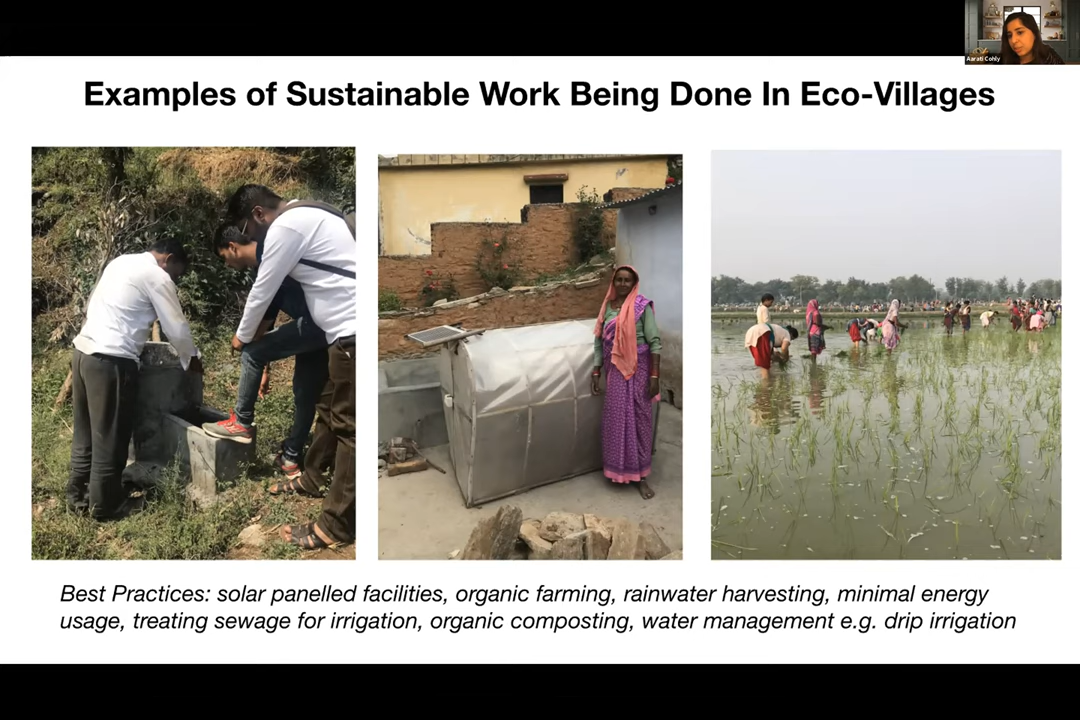 Aarati Cohly
Examples of Sustainable Work Being Done In Eco-Villages
Best Practices: solar panelled facilities, organic farming, rainwater harvesting, minimal energy
usage, treating sewage for irrigation, organic composting, water management e.g. drip irrigation